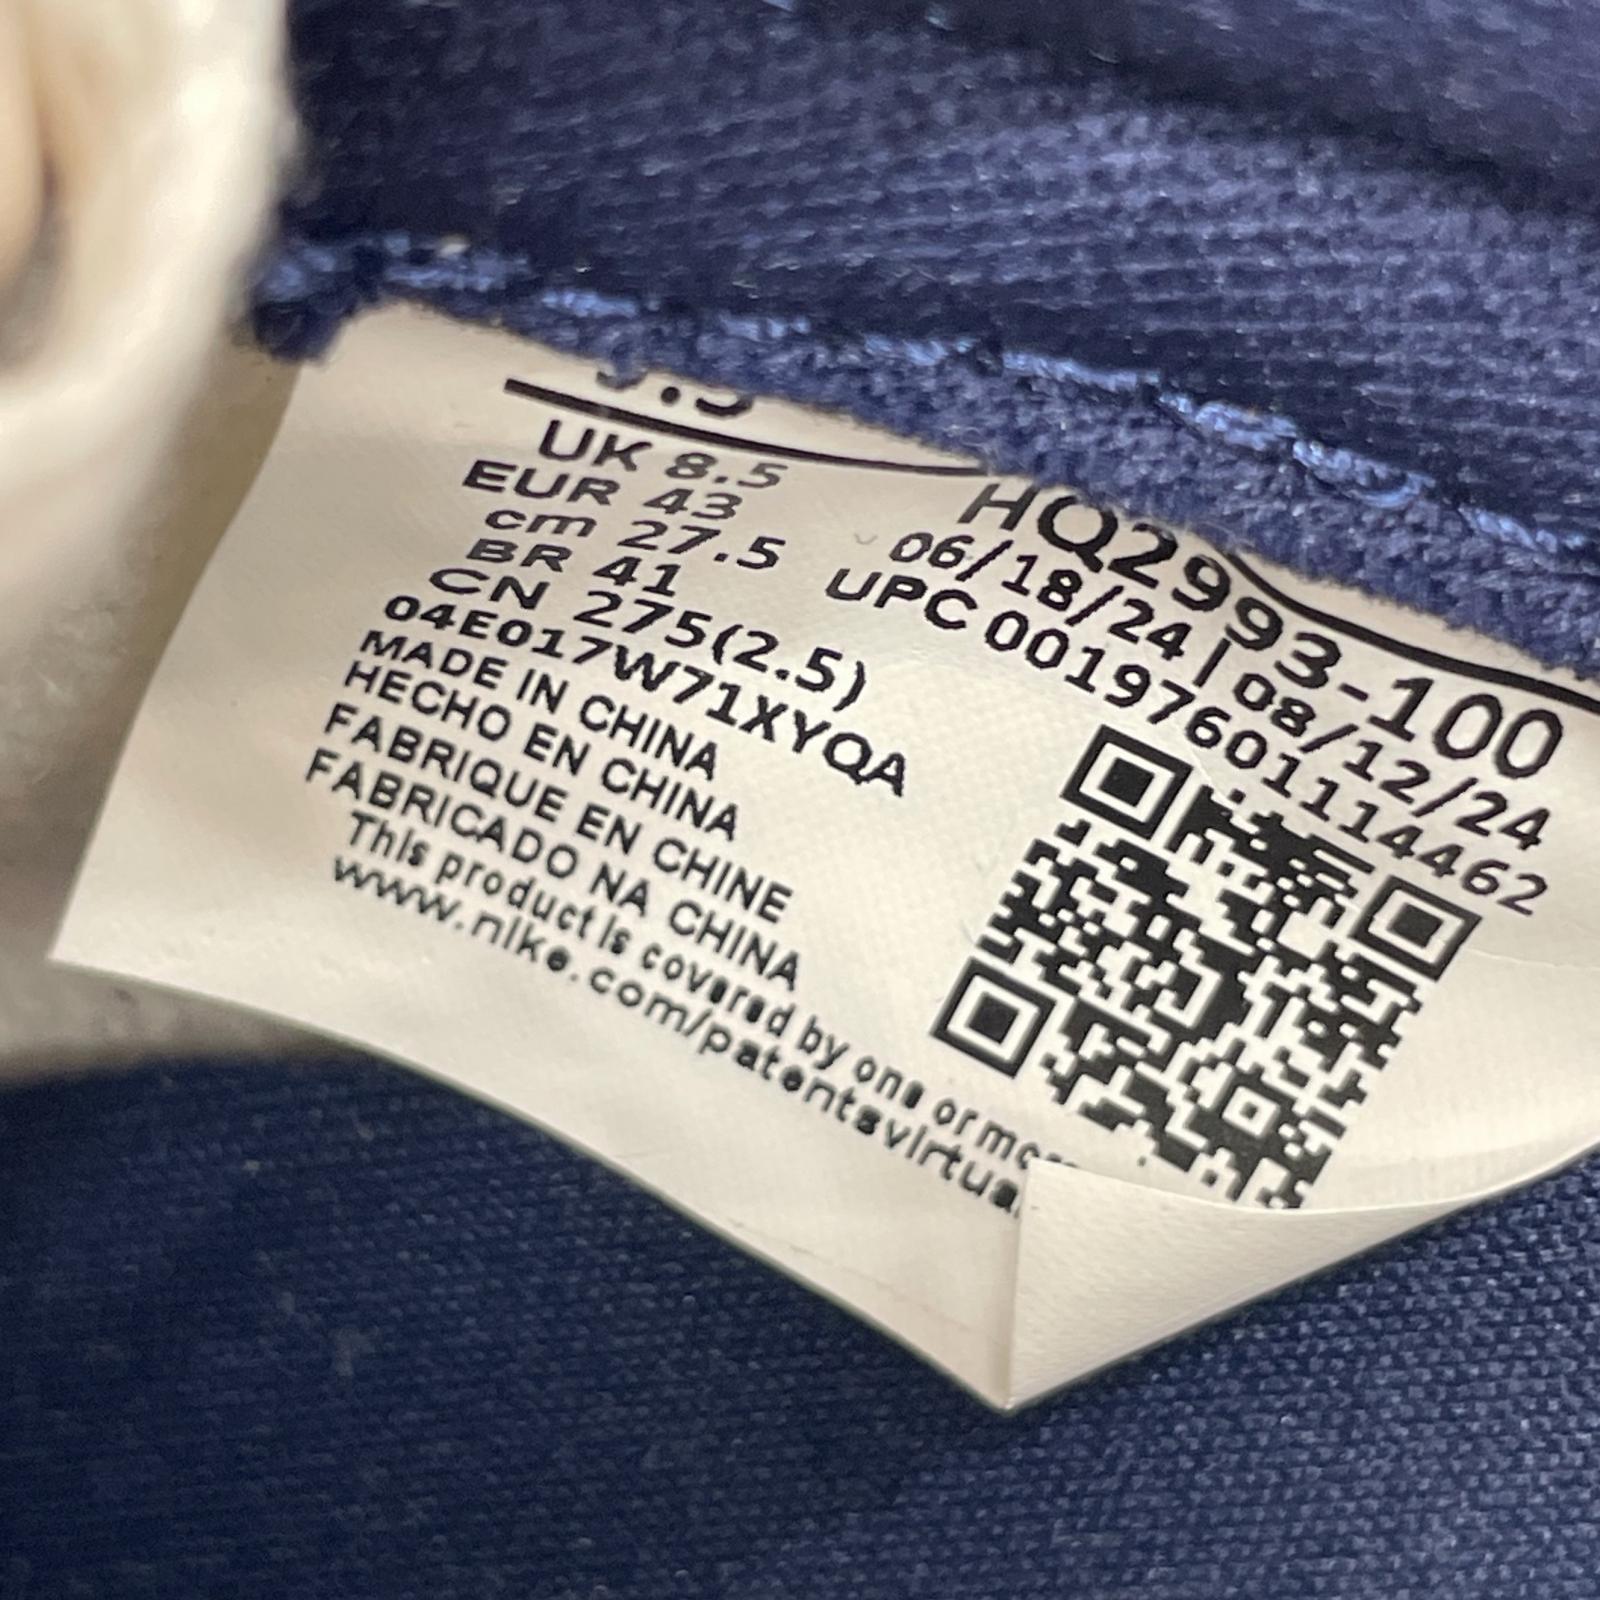 UK 8.5
EUR 43
cm 27.5
BR 41
CN 275(2.5)
04E017W71XYQA
MADE IN CHINA
HECHO EN CHINA
FABRIQUE EN CHINE
FABRICADO NA CHINA
This product is covered by one or
www.nike.com/patents
HQ2993-100
06/18/24 | 08/12/24
UPC 00197601114462